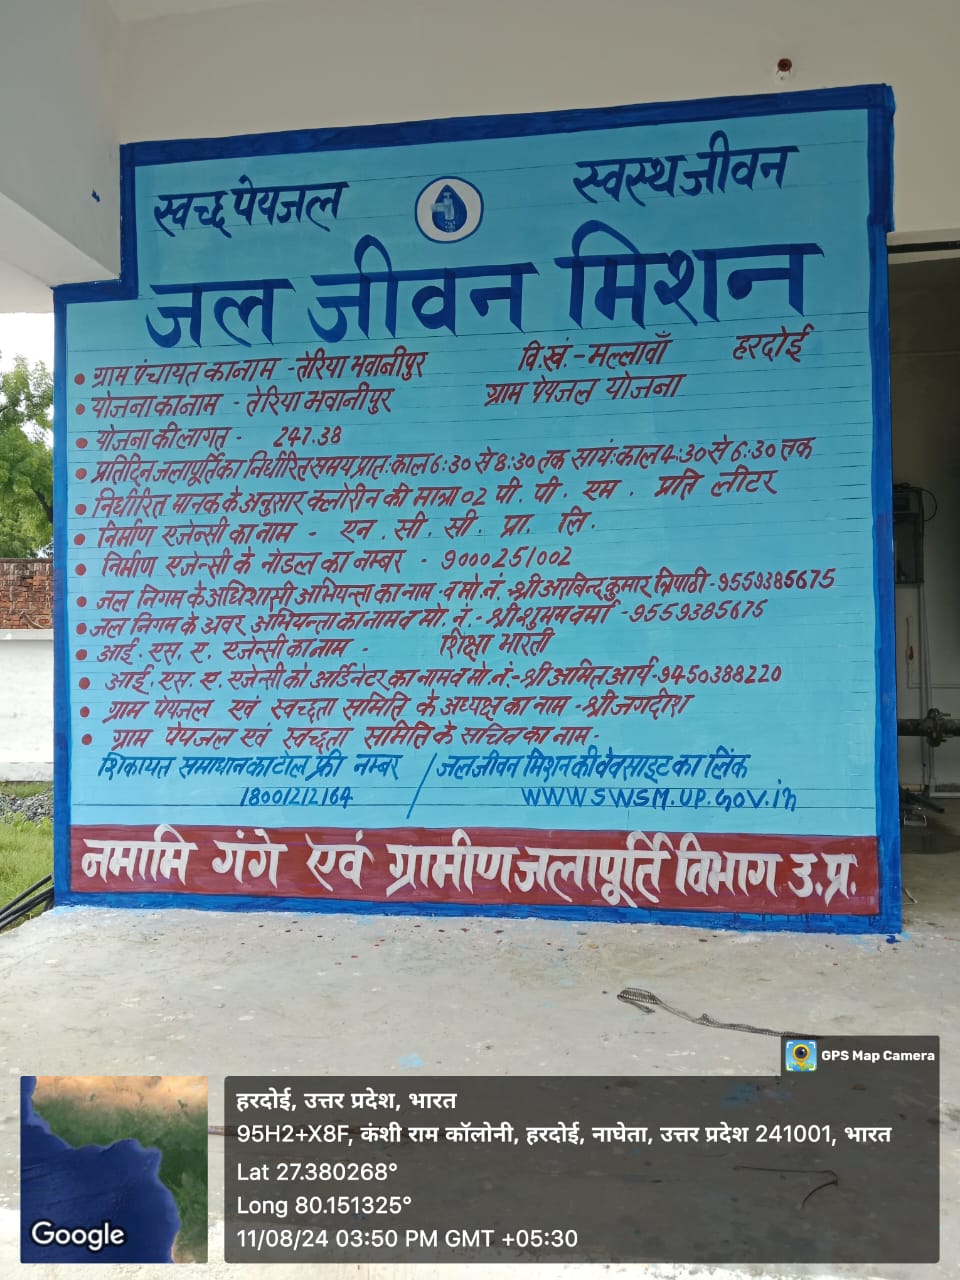 स्वच्छ पेयजल स्वस्थ जीवन
जल जीवन मिशन
• ग्राम पंचायत का नाम - तेरिया भवानीपुर वि.खं.- मल्लावाँ हरदोई
• योजना का नाम - तेरिया भवानीपुर ग्राम पेयजल योजना
• योजना की लागत - 247.38
• प्रतिदिन जलापूर्ति का निर्धारित समय प्रातः काल 6:30 से 8:30 तक सायंः काल 4:30 से 6:30 तक
• निर्धारित मानक के अनुसार क्लोरीन की मात्रा 02 पी. पी. एम. प्रति लीटर
• निर्माण एजेन्सी का नाम - एन. सी. सी. प्रा. लि.
• निर्माण एजेन्सी के नोडल का नम्बर - 9000251002
• जल निगम के अधिशासी अभियन्ता का नाम व मो.नं.- श्री अरबिन्द कुमार त्रिपाठी - 9559385675
• जल निगम के अवर अभियन्ता का नाम व मो. नं.- श्री शुभम वर्मा - 9559385675
• आई. एस. ए. एजेन्सी का नाम - शिक्षा भारती
• आई. एस. ए. एजेन्सी को आर्डिनेटर का नाम व मो नं.- श्री अमित आर्य - 9450388220
• ग्राम पेयजल एवं स्वच्छता समिति के अध्यक्ष का नाम - श्री जगदीश
• ग्राम पेयजल एवं स्वच्छता समिति के सचिव का नाम -
शिकायत समाधान का टोल फ्री नम्बर / जल जीवन मिशन की वेवसाइट का लिंक
18001212164 WWWSWSM.UP.GOV.in
नमामि गंगे एवं ग्रामीण जलापूर्ति विभाग उ.प्र.
GPS Map Camera
हरदोई, उत्तर प्रदेश, भारत
95H2+X8F, कंशी राम कॉलोनी, हरदोई, नाघेता, उत्तर प्रदेश 241001, भारत
Lat 27.380268°
Long 80.151325°
11/08/24 03:50 PM GMT +05:30
Google